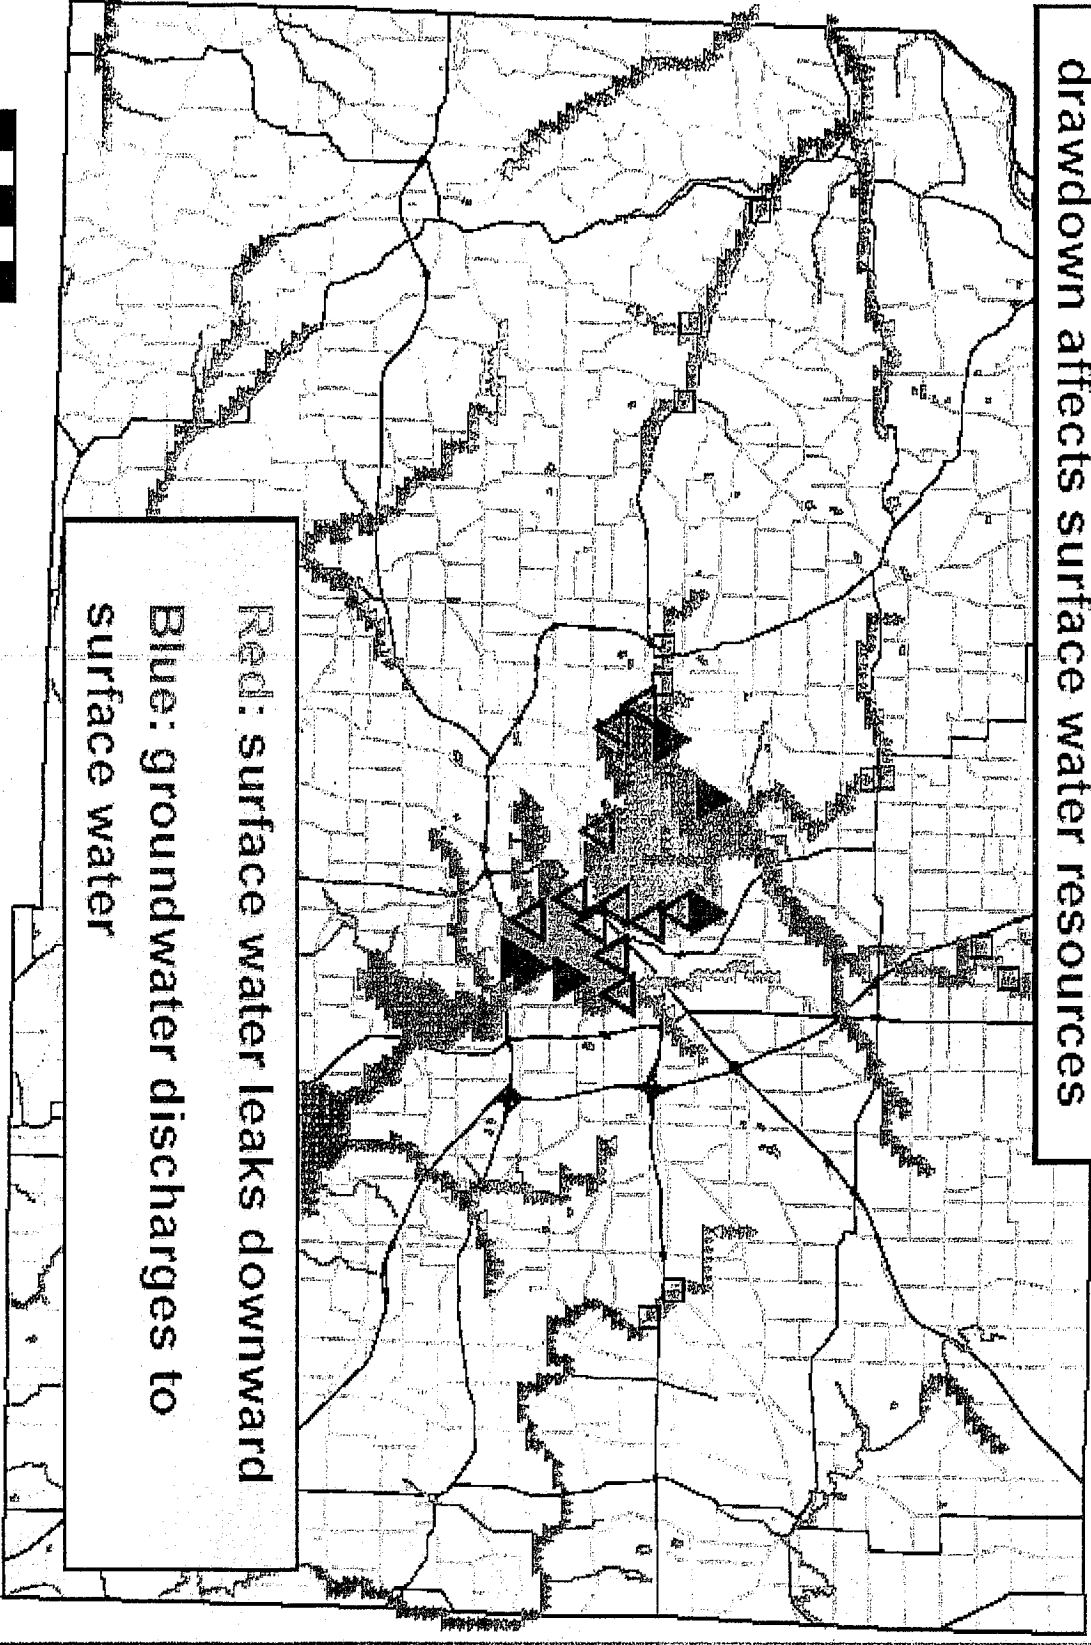 drawdown affects surface water resources
Red: surface water leaks downward
Blue: groundwater discharges to
surface water